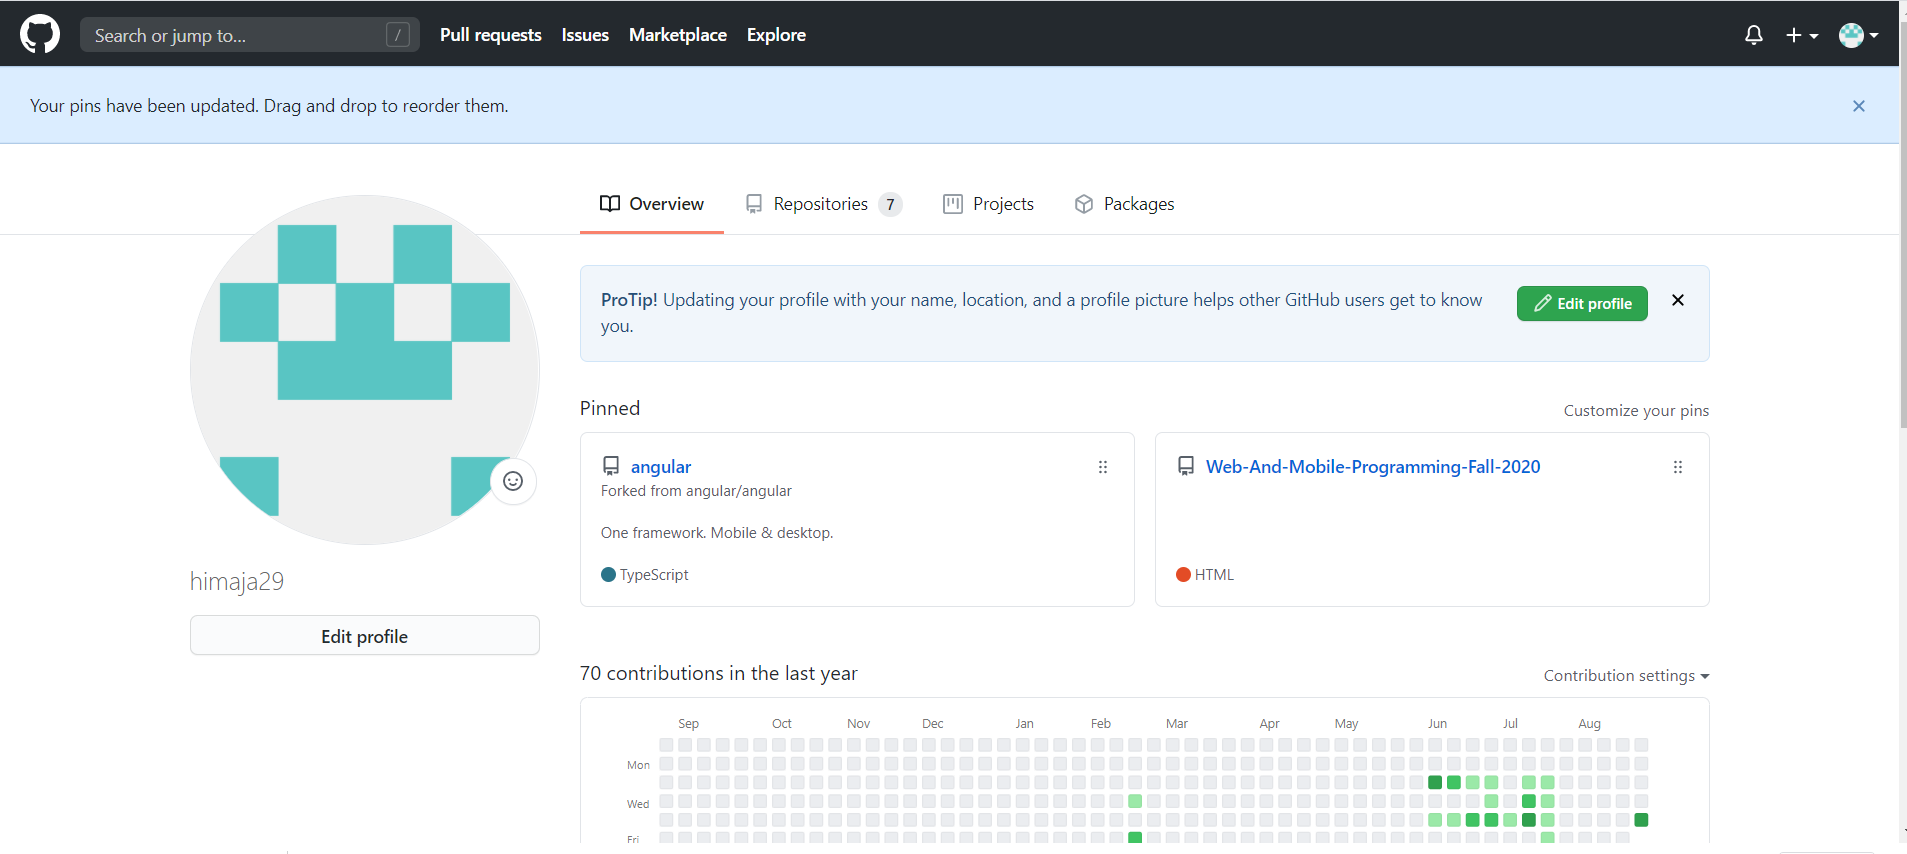 Search or jump to...
/
Pull requests
Issues
Marketplace
Explore
Your pins have been updated. Drag and drop to reorder them.
Overview
Repositories 7
Projects
Packages
ProTip! Updating your profile with your name, location, and a profile picture helps other GitHub users get to know
you.
Edit profile
himaja29
Edit profile
Pinned
Customize your pins
angular
Forked from angular/angular
One framework. Mobile & desktop.
TypeScript
Web-And-Mobile-Programming-Fall-2020
HTML
70 contributions in the last year
Contribution settings
Sep Oct Nov Dec Jan Feb Mar Apr May Jun Jul Aug
Mon
Wed
Fri